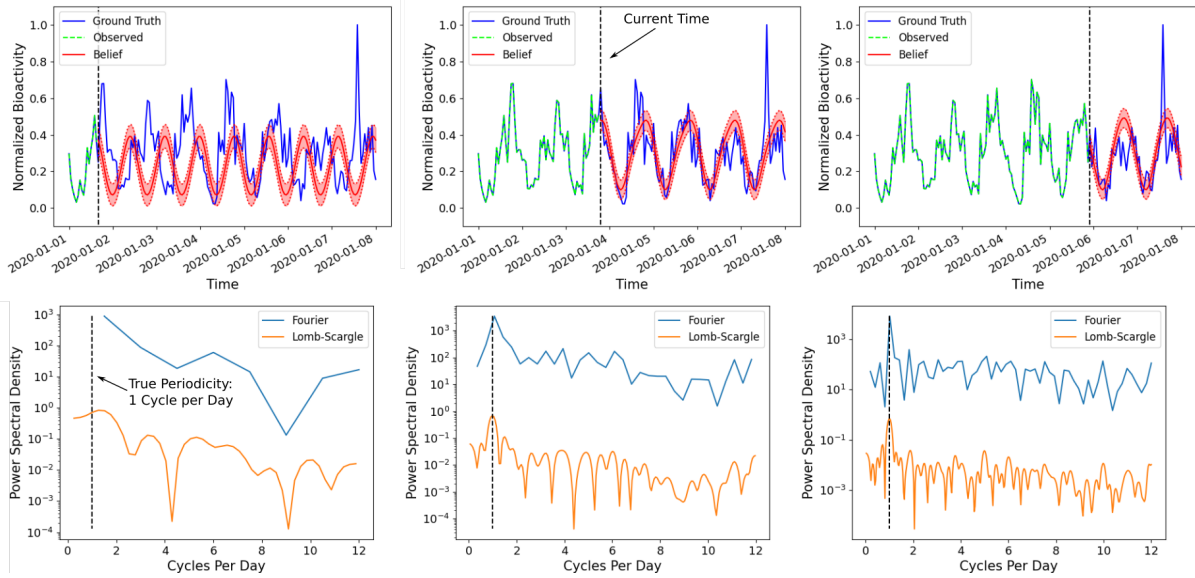 Normalized Bioactivity
1.0
0.8
0.6
0.4
0.2
0.0
Ground Truth
Observed
Belief
2020-01-01
2020-01-02
2020-01-03
2020-01-04
2020-01-05
2020-01-06
2020-01-07
2020-01-08
Time
Normalized Bioactivity
1.0
0.8
0.6
0.4
0.2
0.0
Ground Truth
Observed
Belief
Current Time
2020-01-01
2020-01-02
2020-01-03
2020-01-04
2020-01-05
2020-01-06
2020-01-07
2020-01-08
Time
Normalized Bioactivity
1.0
0.8
0.6
0.4
0.2
0.0
Ground Truth
Observed
Belief
2020-01-01
2020-01-02
2020-01-03
2020-01-04
2020-01-05
2020-01-06
2020-01-07
2020-01-08
Time
Power Spectral Density
10³
10²
10¹
10⁰
10⁻¹
10⁻²
10⁻³
10⁻⁴
Fourier
Lomb-Scargle
True Periodicity:
1 Cycle per Day
0 2 4 6 8 10 12
Cycles Per Day
Power Spectral Density
10³
10²
10¹
10⁰
10⁻¹
10⁻²
10⁻³
10⁻⁴
Fourier
Lomb-Scargle
0 2 4 6 8 10 12
Cycles Per Day
Power Spectral Density
10³
10¹
10⁻¹
10⁻³
Fourier
Lomb-Scargle
0 2 4 6 8 10 12
Cycles Per Day